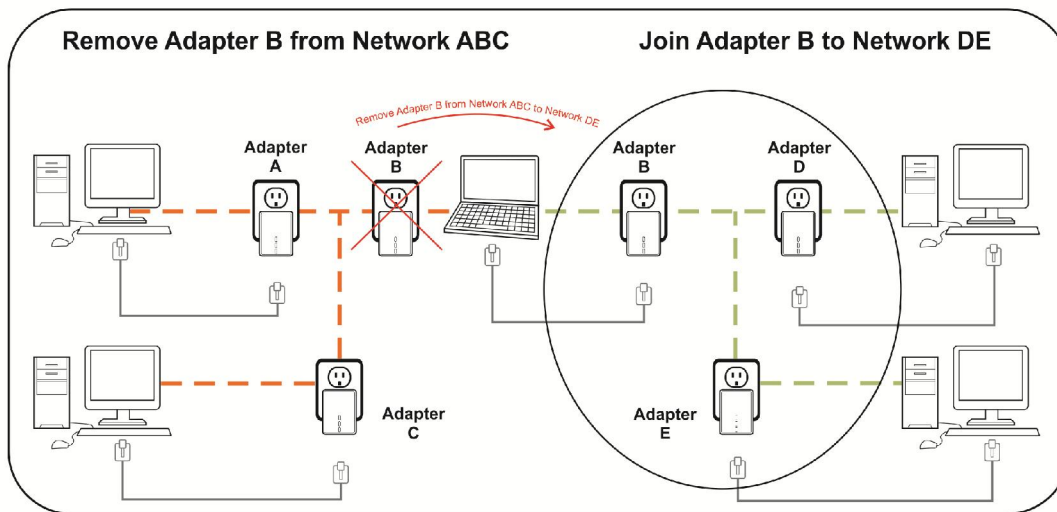 Remove Adapter B from Network ABC
Join Adapter B to Network DE
Remove Adapter B from Network ABC to Network DE
Adapter
A
Adapter
B
Adapter
B
Adapter
D
Adapter
C
Adapter
E